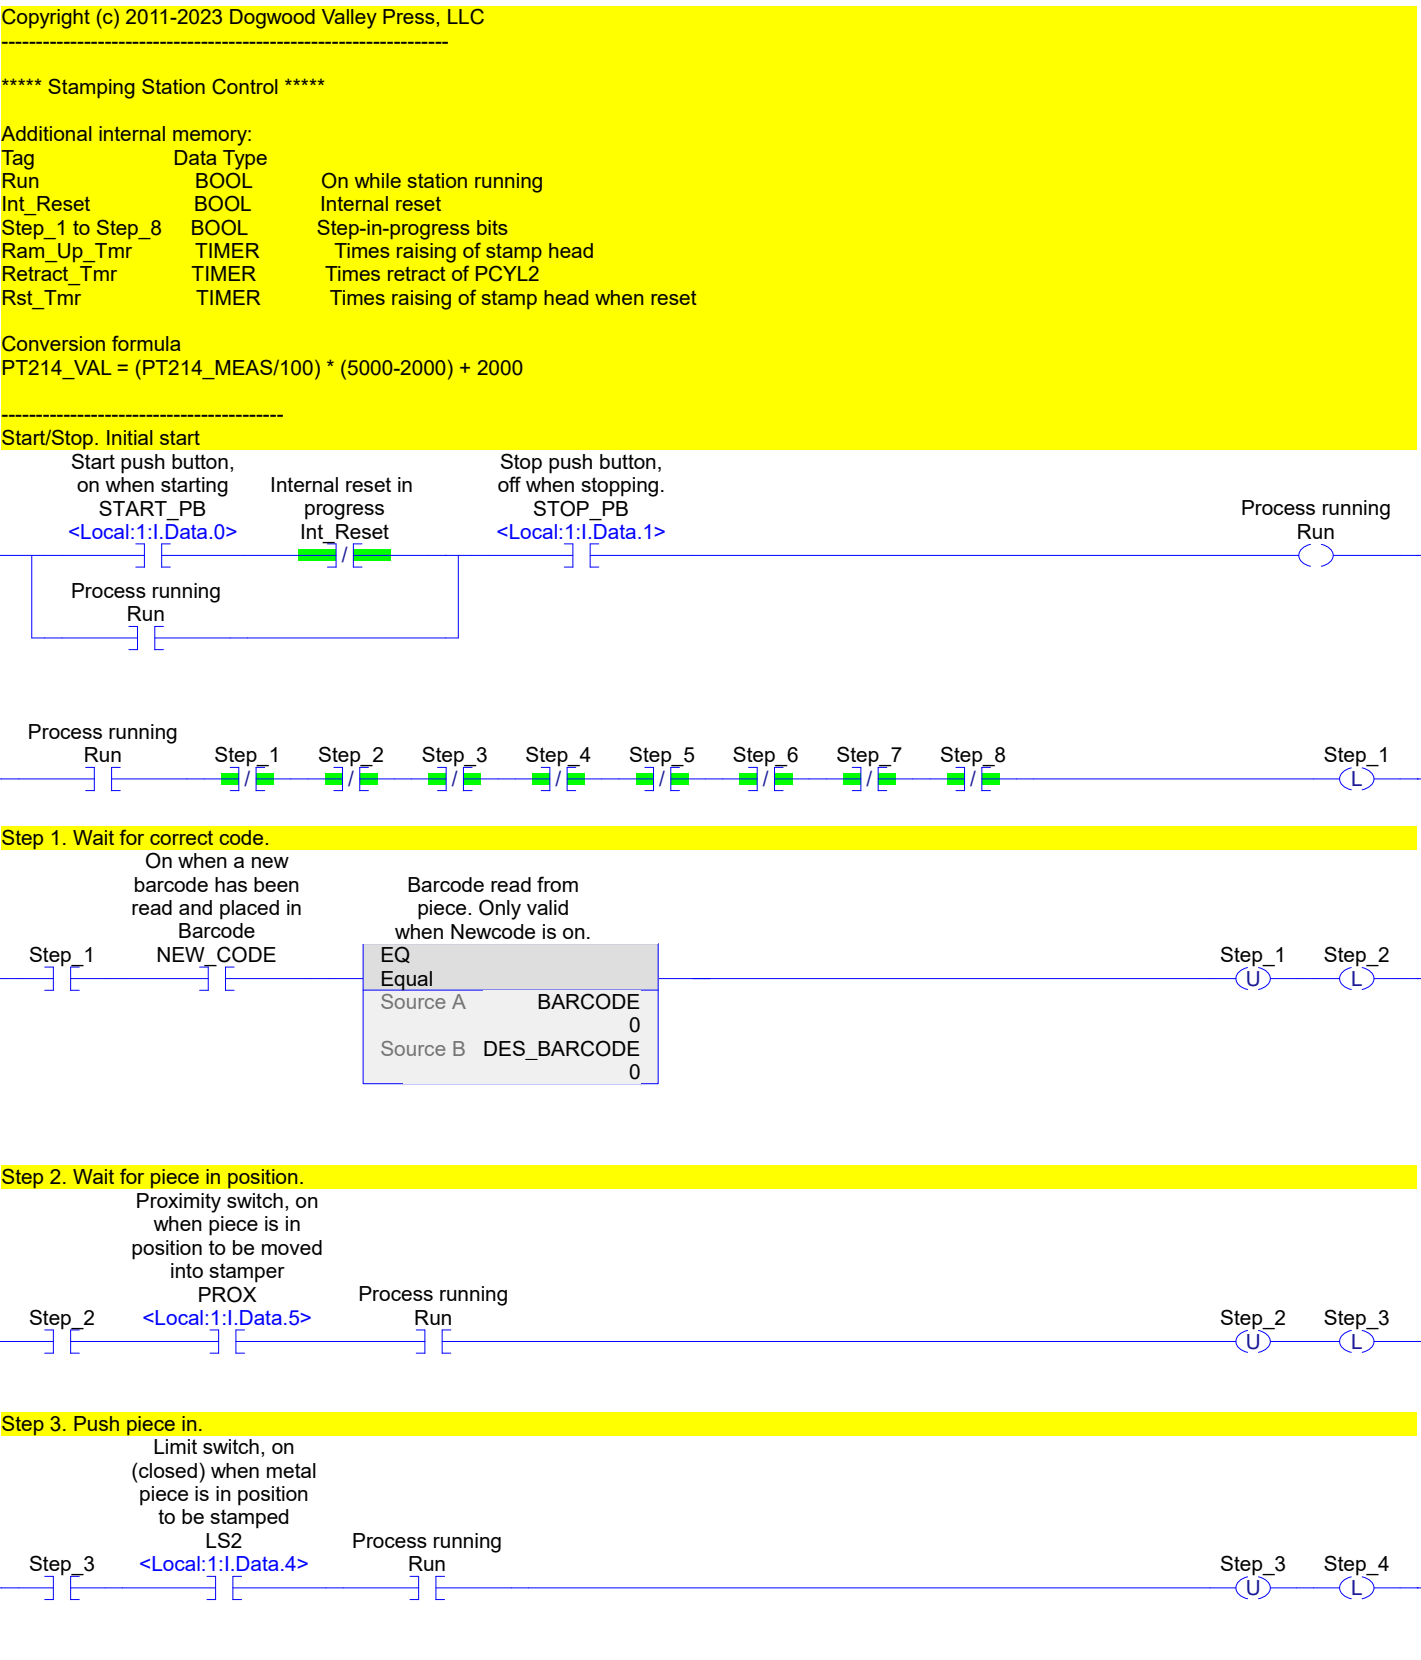 Copyright (c) 2011-2023 Dogwood Valley Press, LLC
-----------------------------------------------------------------
***** Stamping Station Control *****
Additional internal memory:
Tag Data Type
Run BOOL On while station running
Int_Reset BOOL Internal reset
Step_1 to Step_8 BOOL Step-in-progress bits
Ram_Up_Tmr TIMER Times raising of stamp head
Retract_Tmr TIMER Times retract of PCYL2
Rst_Tmr TIMER Times raising of stamp head when reset
Conversion formula
PT214_VAL = (PT214_MEAS/100) * (5000-2000) + 2000
-----------------------------------------
Start/Stop. Initial start
Start push button,
on when starting
START_PB
<Local:1:I.Data.0>
Internal reset in
progress
Int_Reset
/
Stop push button,
off when stopping.
STOP_PB
<Local:1:I.Data.1>
Process running
Run
Process running
Run
Process running
Run
Step_1
/
Step_2
/
Step_3
/
Step_4
/
Step_5
/
Step_6
/
Step_7
/
Step_8
/
Step_1
L
Step 1. Wait for correct code.
Step_1
On when a new
barcode has been
read and placed in
Barcode
NEW_CODE
Barcode read from
piece. Only valid
when Newcode is on.
EQ
Equal
Source A BARCODE
0
Source B DES_BARCODE
0
Step_1
U
Step_2
L
Step 2. Wait for piece in position.
Step_2
Proximity switch, on
when piece is in
position to be moved
into stamper
PROX
<Local:1:I.Data.5>
Process running
Run
Step_2
U
Step_3
L
Step 3. Push piece in.
Step_3
Limit switch, on
(closed) when metal
piece is in position
to be stamped
LS2
<Local:1:I.Data.4>
Process running
Run
Step_3
U
Step_4
L